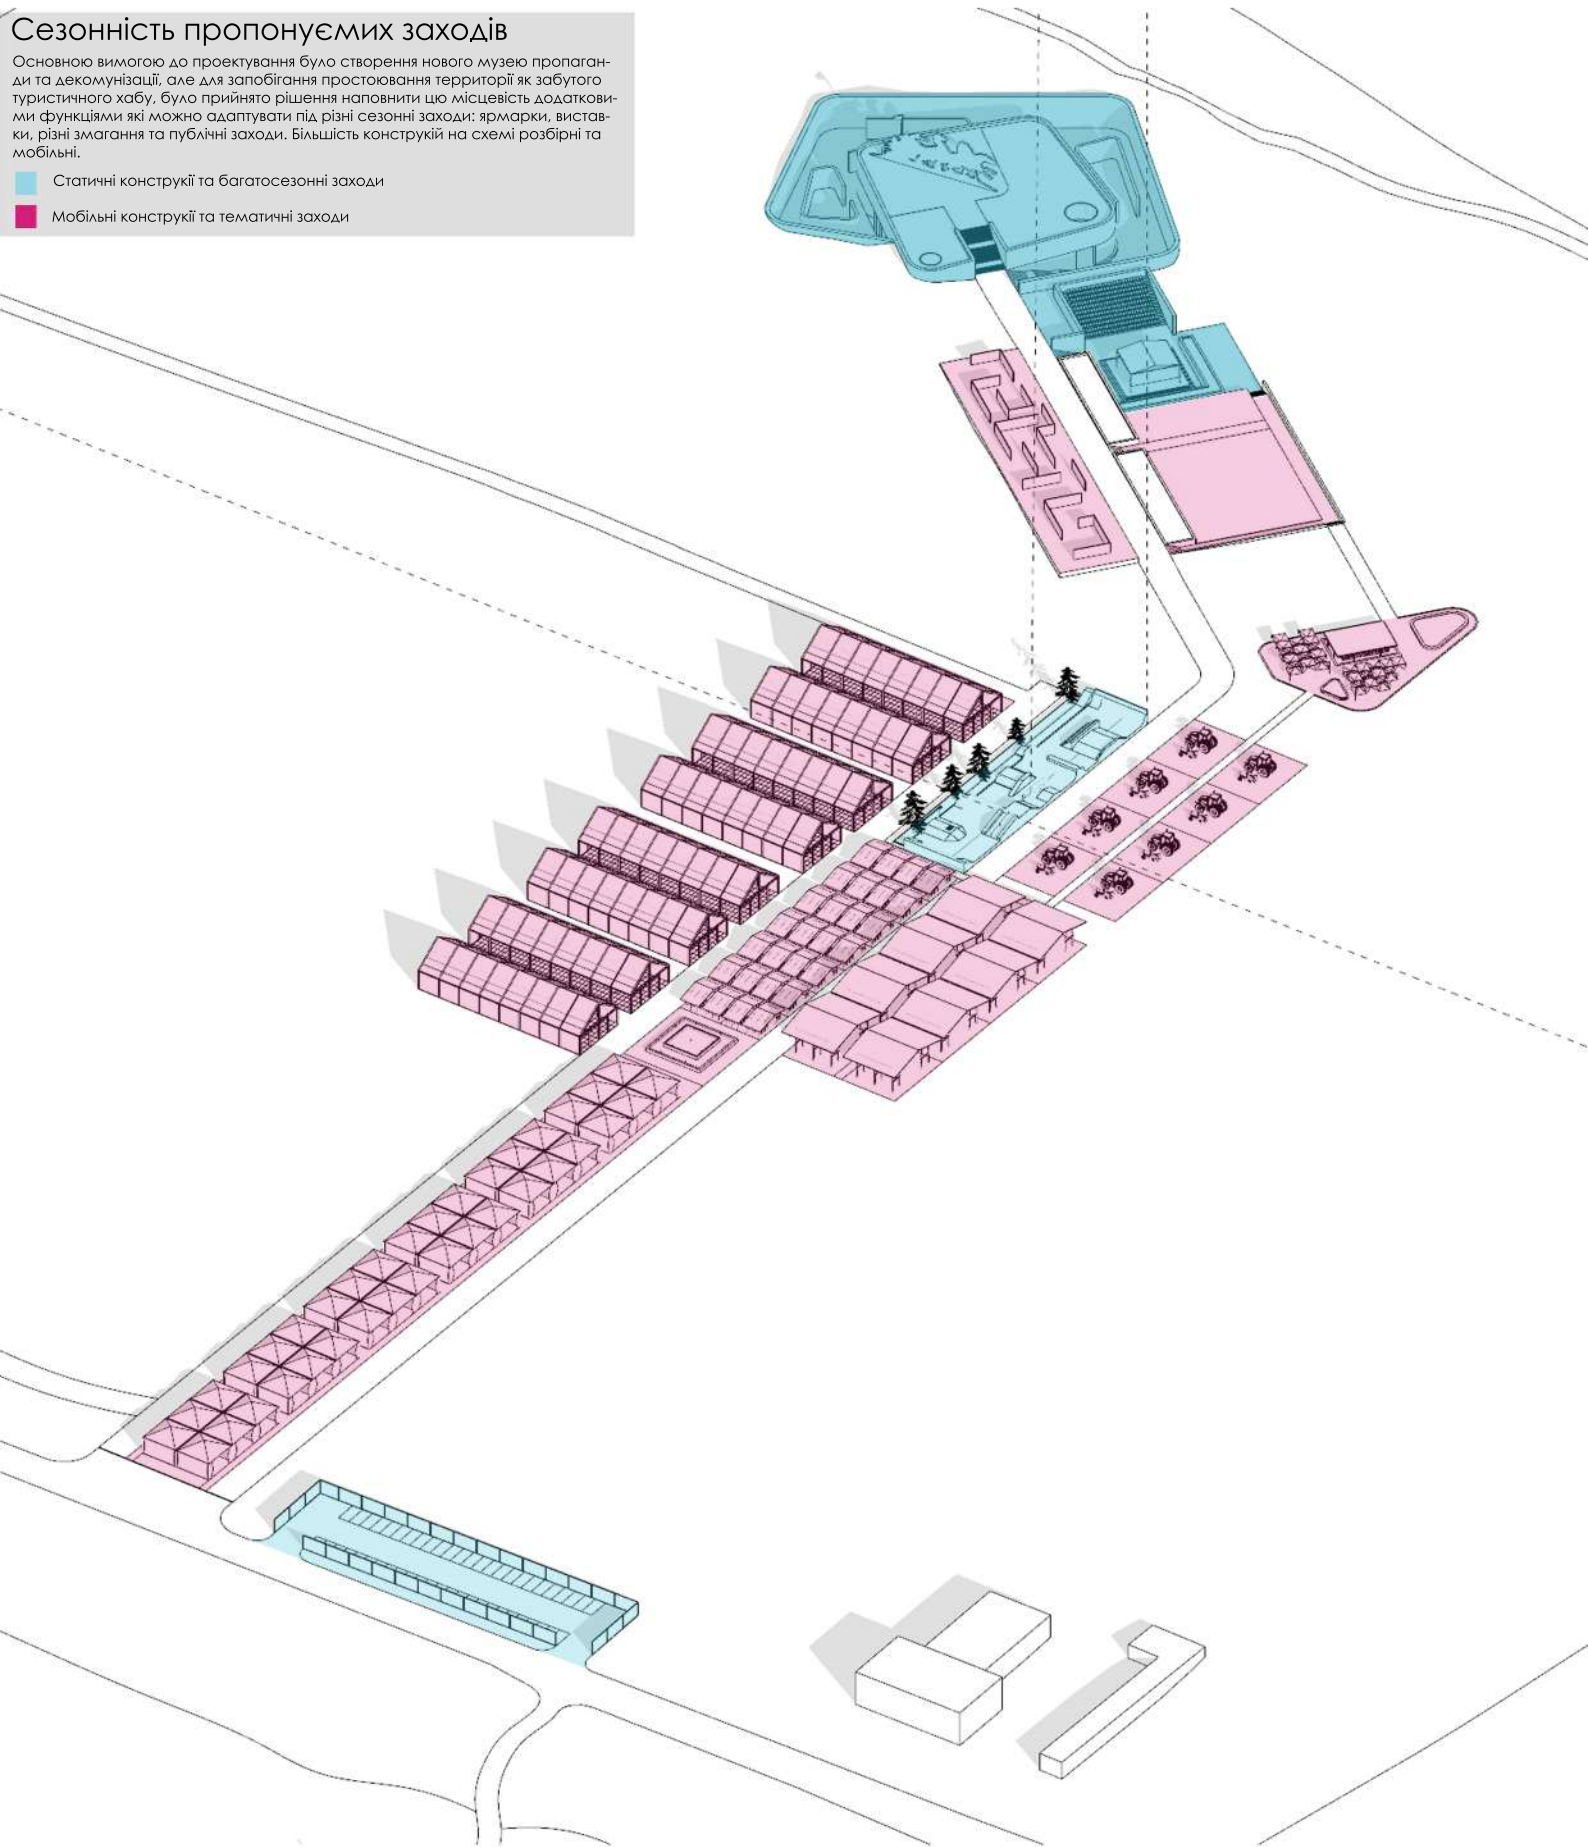 Сезонність пропонуємих заходів
Основною вимогою до проектування було створення нового музею пропаган-
ди та декомунізації, але для запобігання простоювання території як забутого
туристичного хабу, було прийнято рішення наповнити цю місцевість додаткови-
ми функціями які можно адаптувати під різні сезонні заходи: ярмарки, вистав-
ки, різні змагання та публічні заходи. Більшість конструкій на схемі розбірні та
мобільні.
Статичні конструкії та багатосезонні заходи
Мобільні конструкії та тематичні заходи